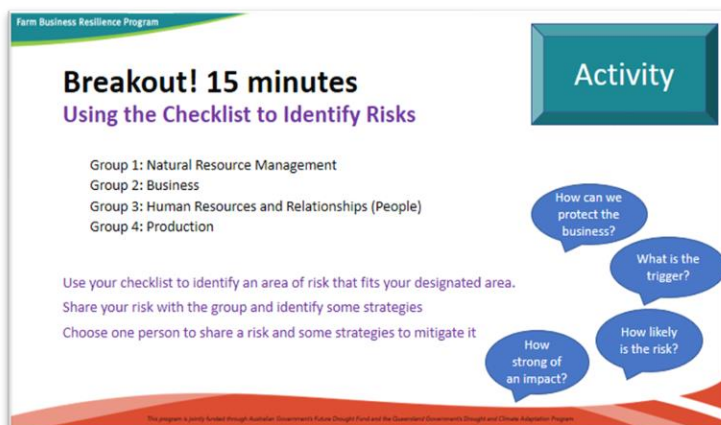 Farm Business Resilience Program
Breakout! 15 minutes
Using the Checklist to Identify Risks
Activity
Group 1: Natural Resource Management
Group 2: Business
Group 3: Human Resources and Relationships (People)
Group 4: Production
How can we
protect the
business?
What is the
trigger?
Use your checklist to identify an area of risk that fits your designated area.
Share your risk with the group and identify some strategies
Choose one person to share a risk and some strategies to mitigate it
How likely
is the risk?
How
strong of
an impact?
This program is jointly funded through Australian Government's Future Drought Fund and the Queensland Government's Drought and Climate Adaptation Program